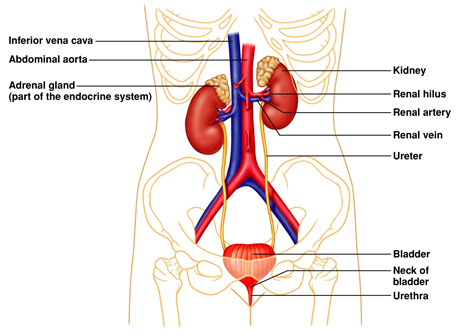 Inferior vena cava
Abdominal aorta
Adrenal gland
(part of the endocrine system)
Kidney
Renal hilus
Renal artery
Renal vein
Ureter
Bladder
Neck of
bladder
Urethra